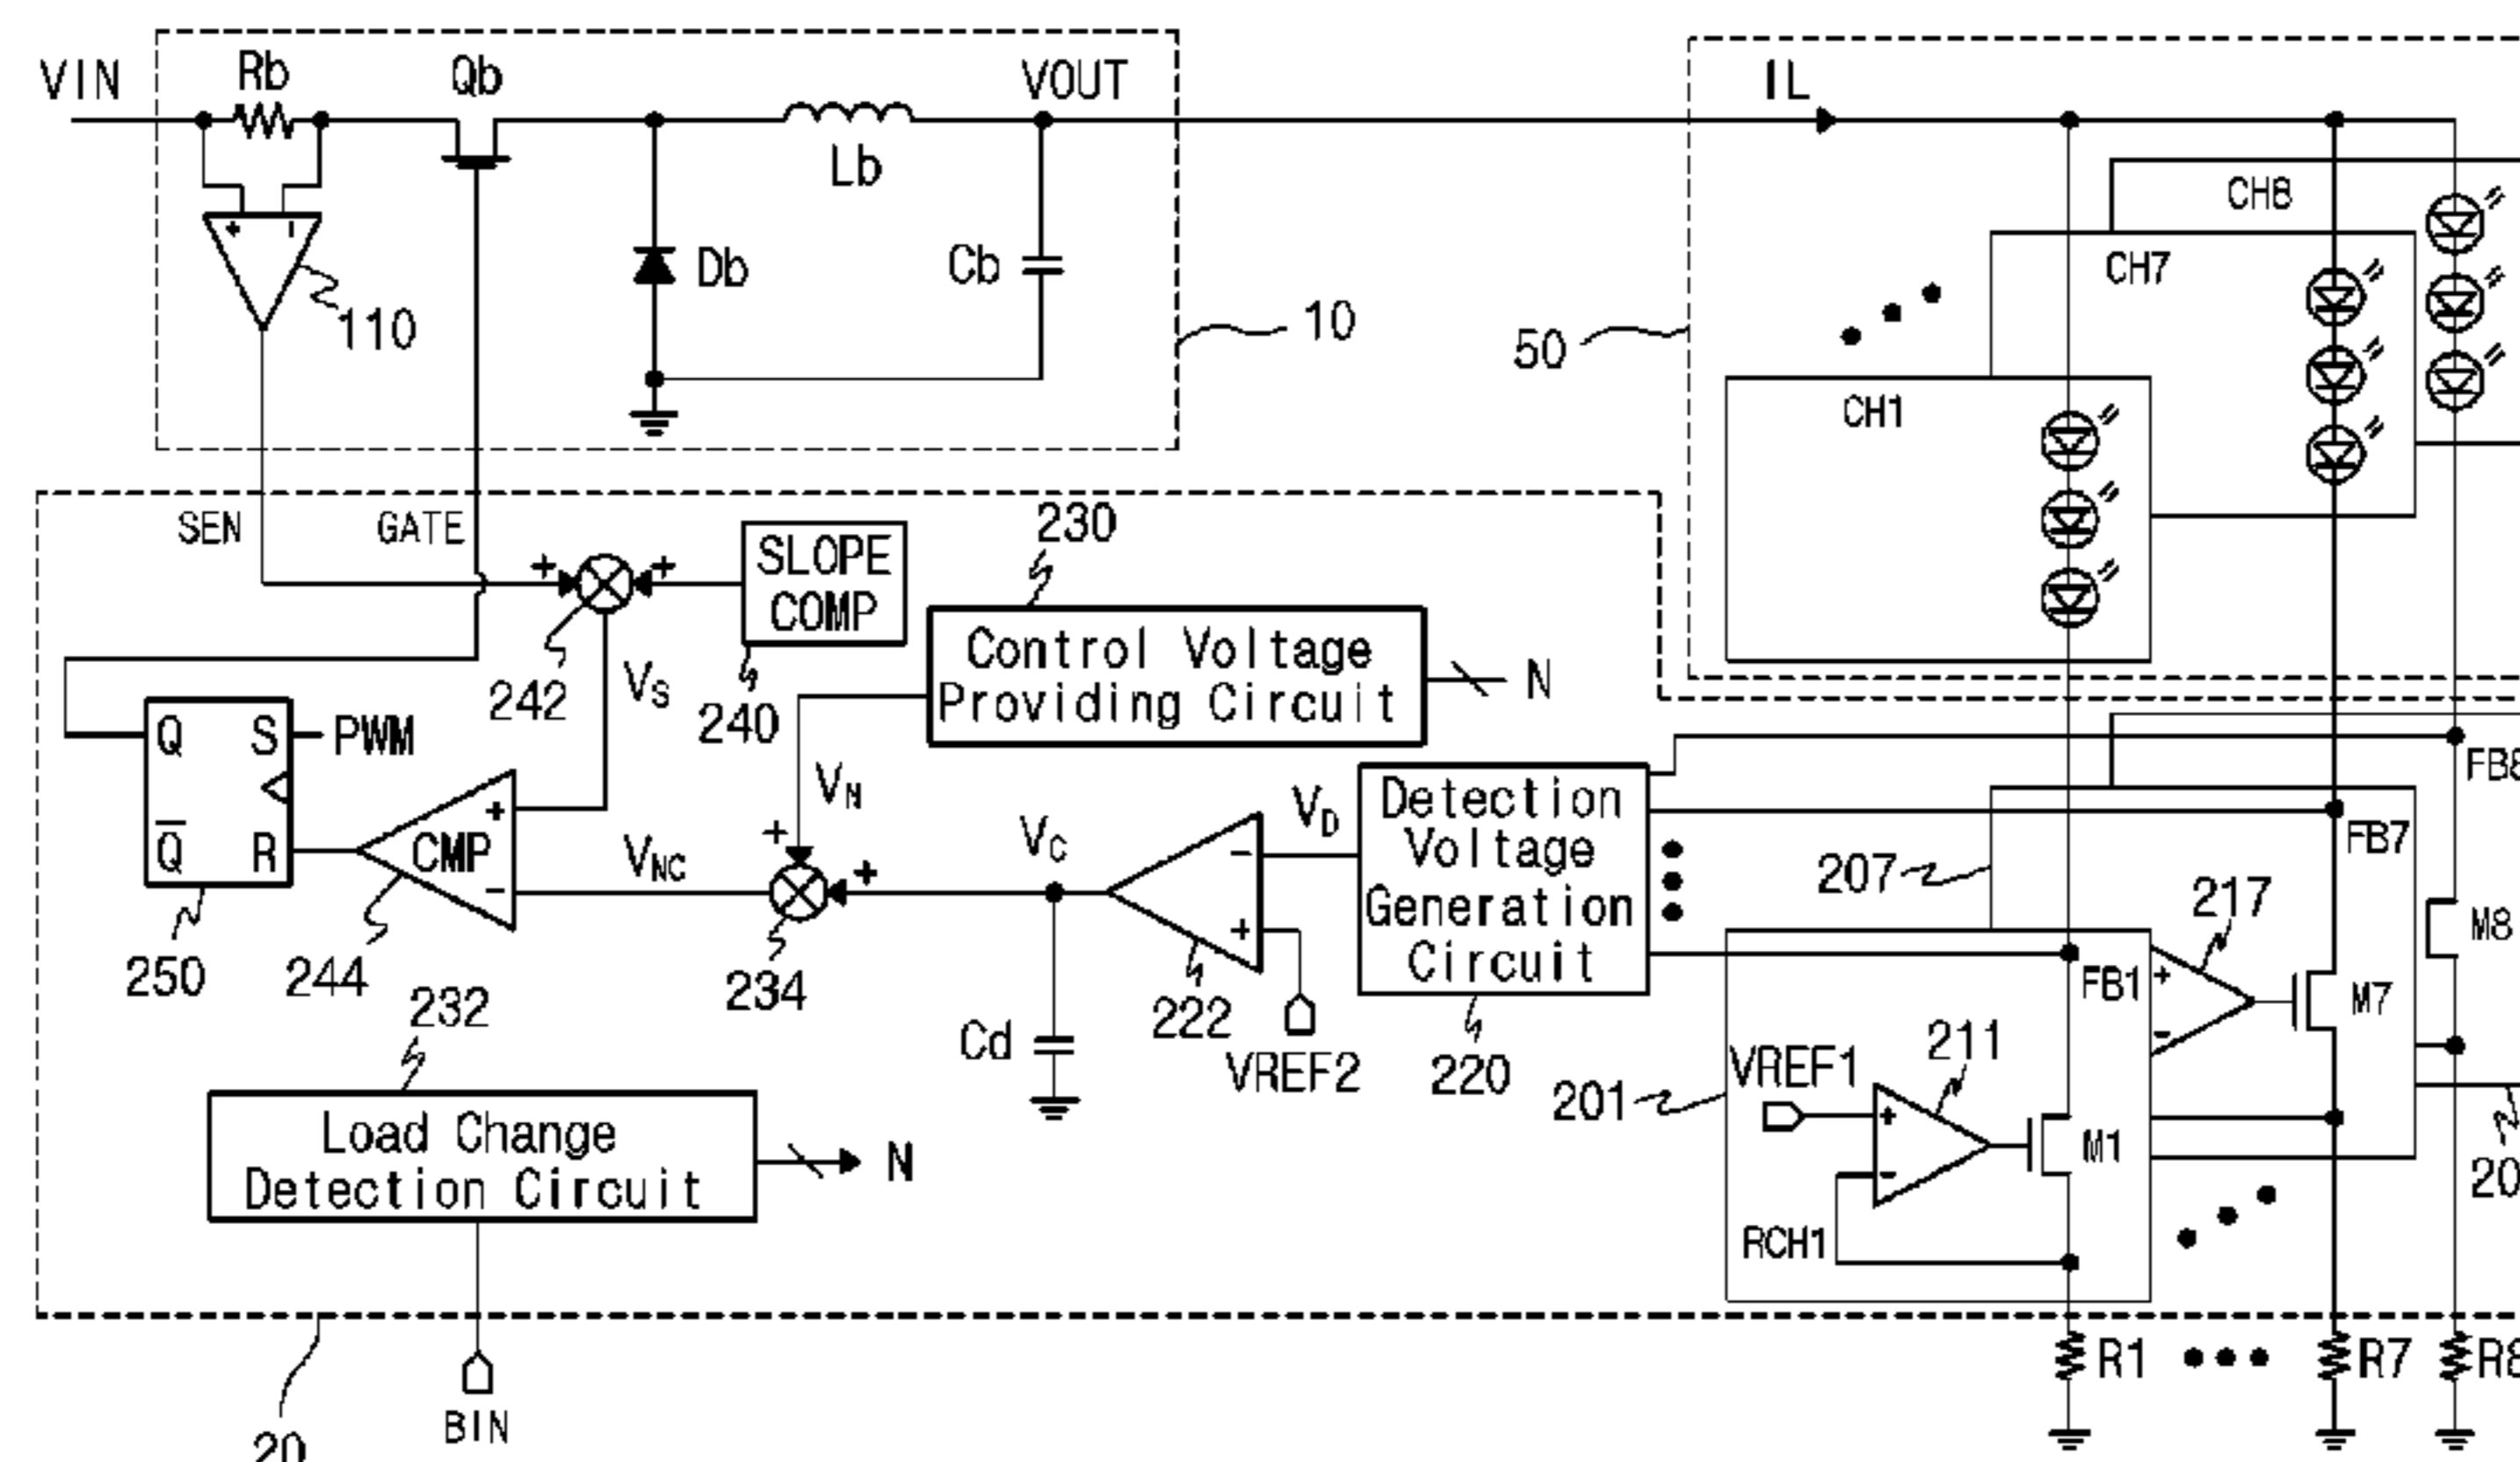 VIN
Rb
Qb
VOUT
IL
Lb
CH8
CH7
Db
Cb
110
10
50
CH1
+
-
SEN
GATE
230
+
+
SLOPE
COMP
Control Voltage
Providing Circuit
N
242
VS
240
Q
S
PWM
VN
Detection
Voltage
Generation
Circuit
VD
FB8
FB7
207
217
M8
+
CMP
-
Q
R
VNC
+
+
VC
-
+
250
244
232
234
222
220
VREF2
Cd
FB1
+
-
M7
201
VREF1
211
+
-
M1
20
Load Change
Detection Circuit
N
RCH1
R1
R7
R8
BIN
20